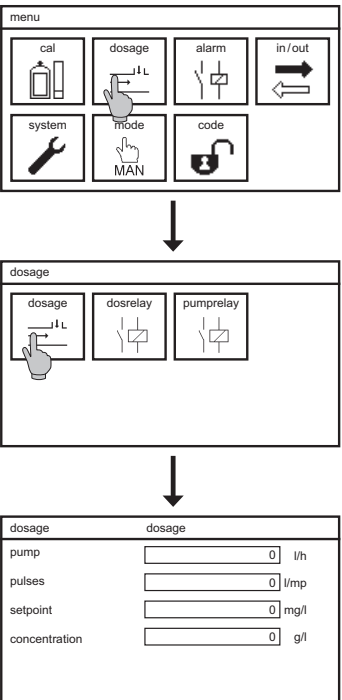 menu
cal dosage alarm in/out
system mode code
MAN
dosage
dosage dosrelay pumprelay
dosage dosage
pump 0 l/h
pulses 0 l/mp
setpoint 0 mg/l
concentration 0 g/l